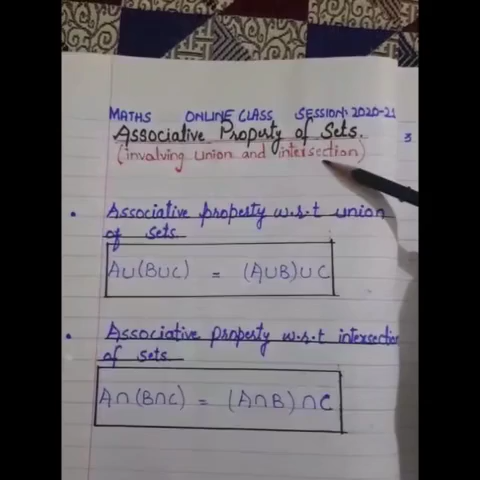 MATHS ONLINE CLASS SESSION: 2020-21
Associative Property of Sets.
3
(involving union and intersection)
• Associative property w.r.t union
of sets
A∪(B∪C) = (A∪B)∪C
• Associative property w.r.t intersection
of sets
A∩(B∩C) = (A∩B)∩C